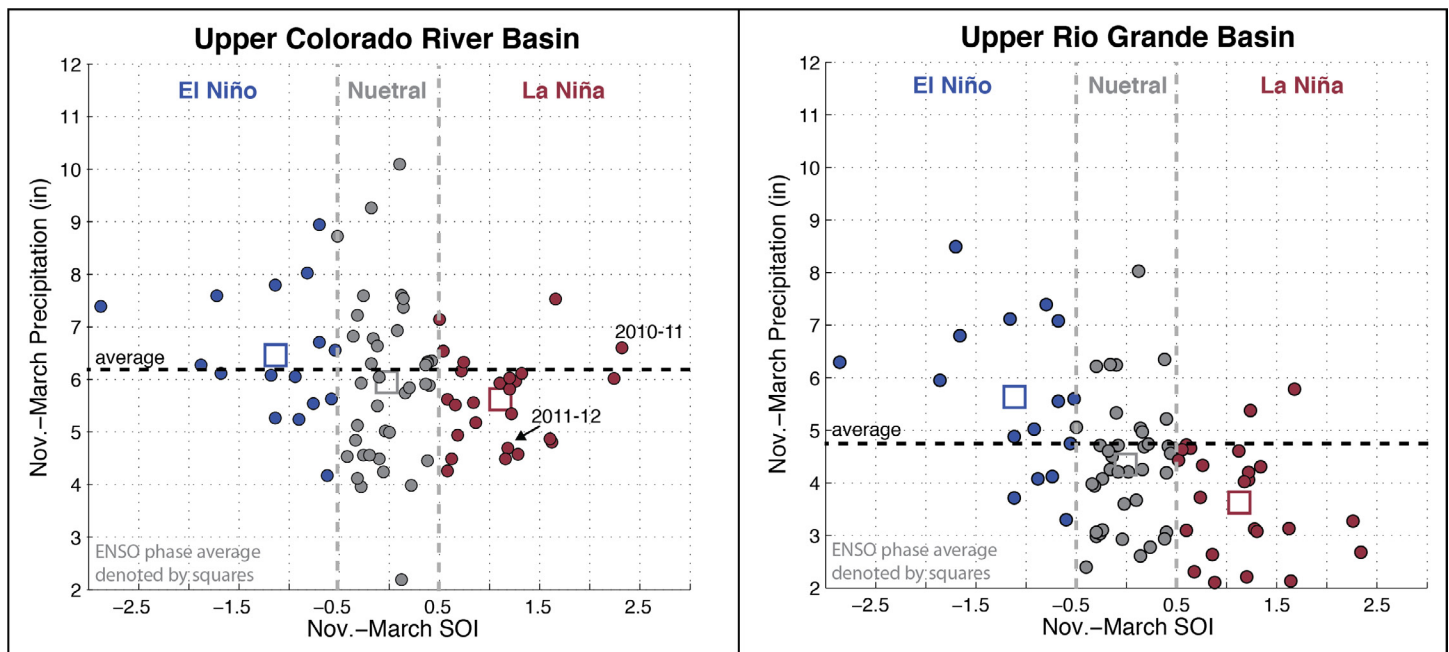 Upper Colorado River Basin
12
11
10
9
8
7
6
5
4
3
2
Nov.–March Precipitation (in)
El Niño
Nuetral
La Niña
average
2010-11
2011-12
ENSO phase average
denoted by squares
−2.5
−1.5
−0.5
0.5
1.5
2.5
Nov.–March SOI
Upper Rio Grande Basin
12
11
10
9
8
7
6
5
4
3
2
Nov.–March Precipitation (in)
El Niño
Nuetral
La Niña
average
ENSO phase average
denoted by squares
−2.5
−1.5
−0.5
0.5
1.5
2.5
Nov.–March SOI